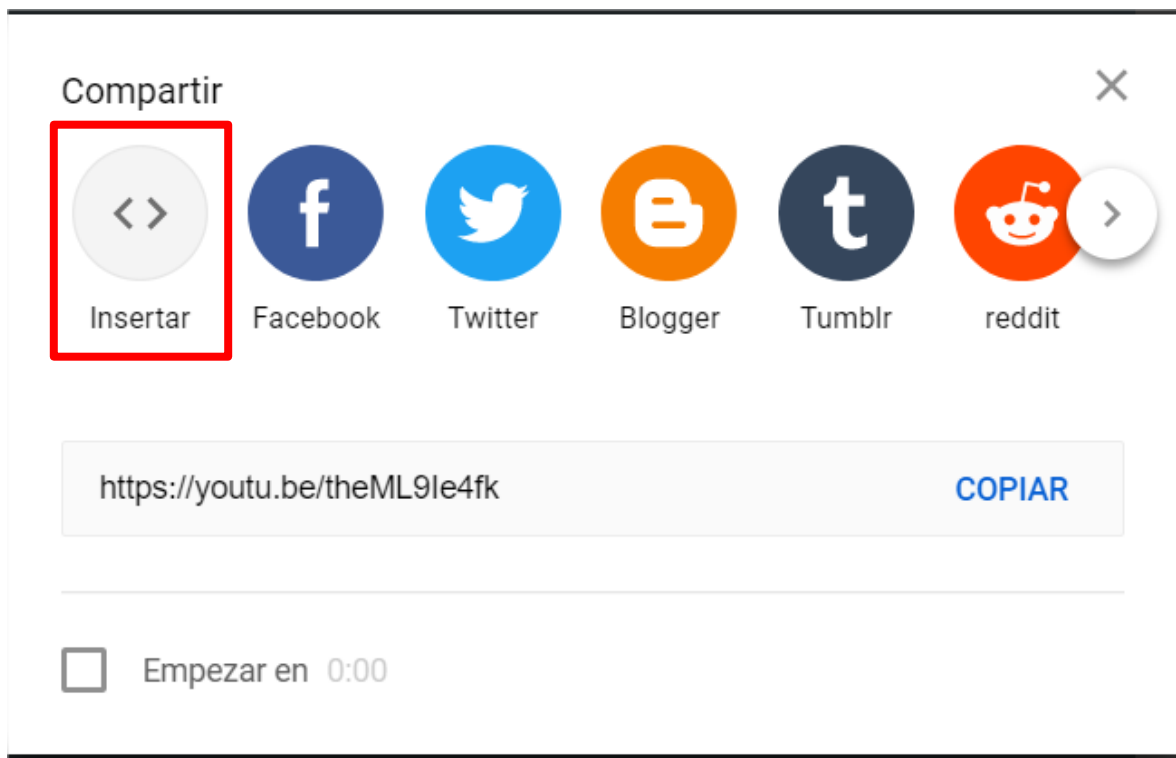 Compartir
Insertar Facebook Twitter Blogger Tumblr reddit
https://youtu.be/theML9Ie4fk COPIAR
Empezar en 0:00